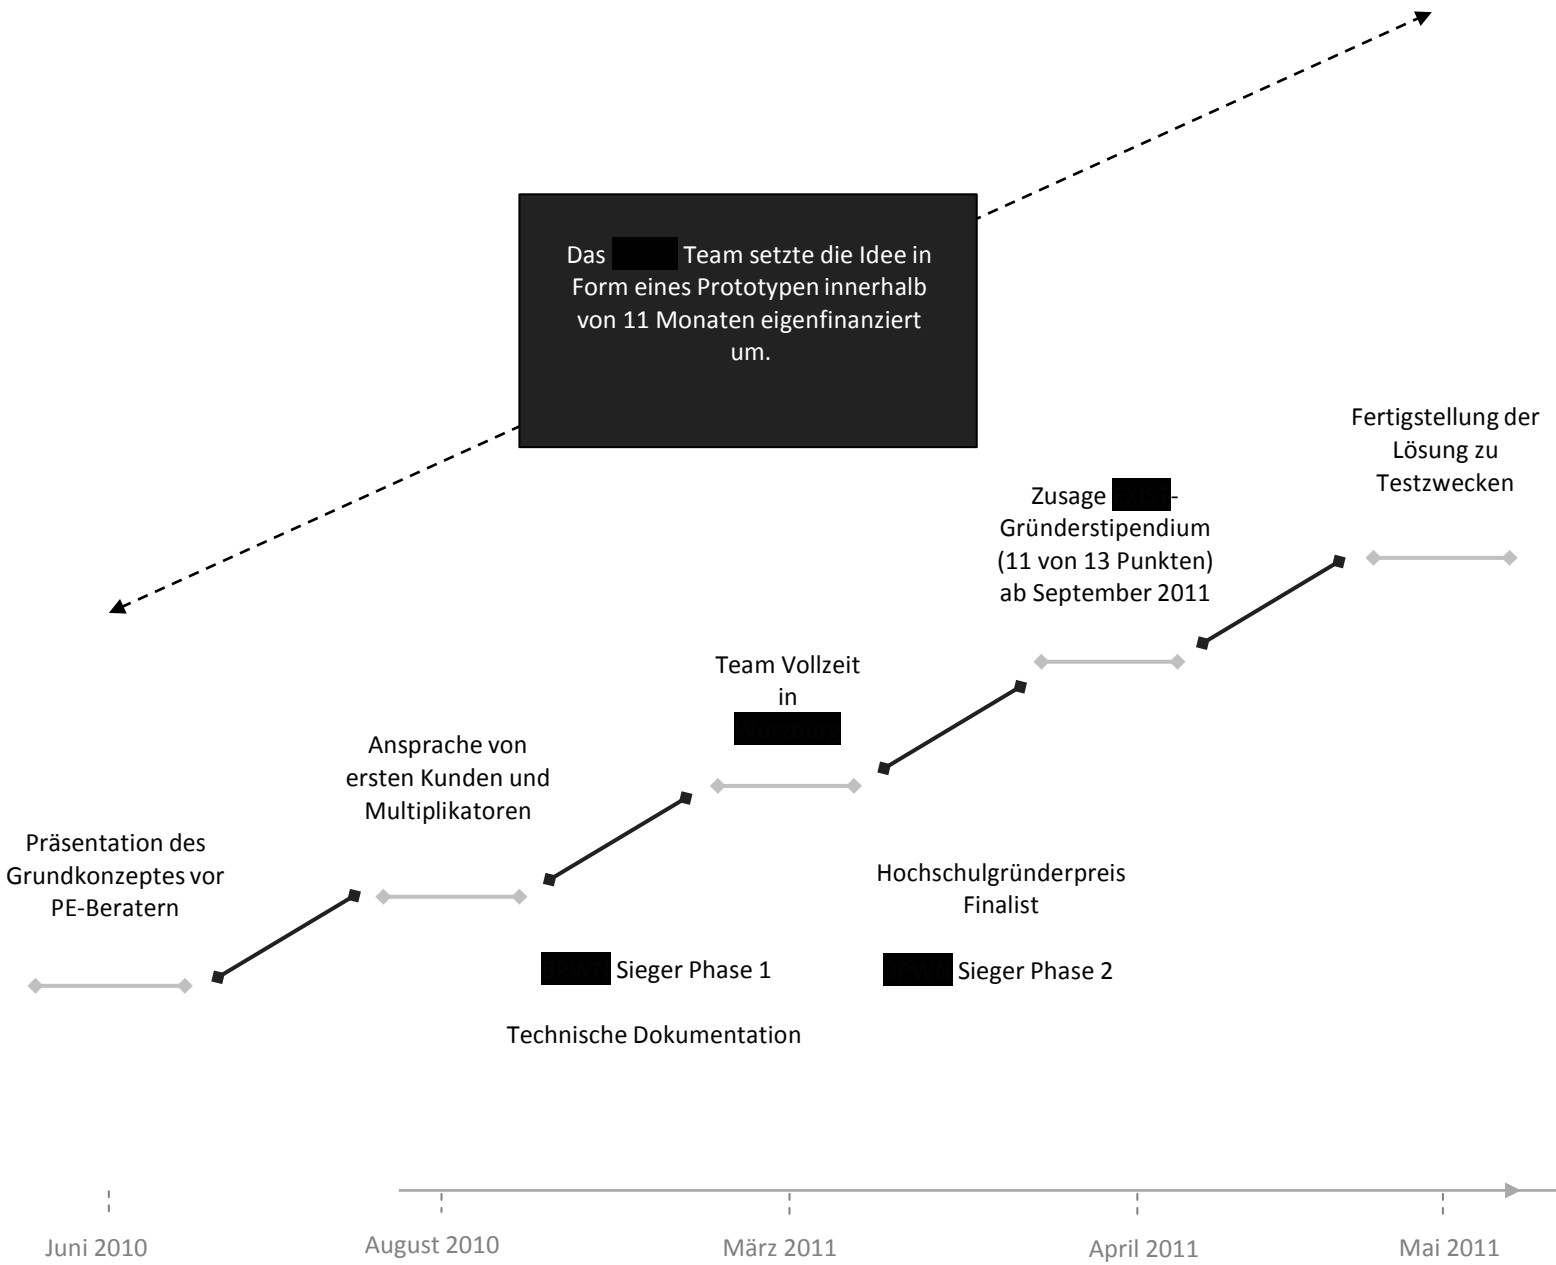 Das Team setzte die Idee in
Form eines Prototypen innerhalb
von 11 Monaten eigenfinanziert
um.
Fertigstellung der
Lösung zu
Testzwecken
Zusage -
Gründerstipendium
(11 von 13 Punkten)
ab September 2011
Team Vollzeit
in
Ansprache von
ersten Kunden und
Multiplikatoren
Präsentation des
Grundkonzeptes vor
PE-Beratern
Hochschulgründerpreis
Finalist
Sieger Phase 1
Sieger Phase 2
Technische Dokumentation
Juni 2010
August 2010
März 2011
April 2011
Mai 2011